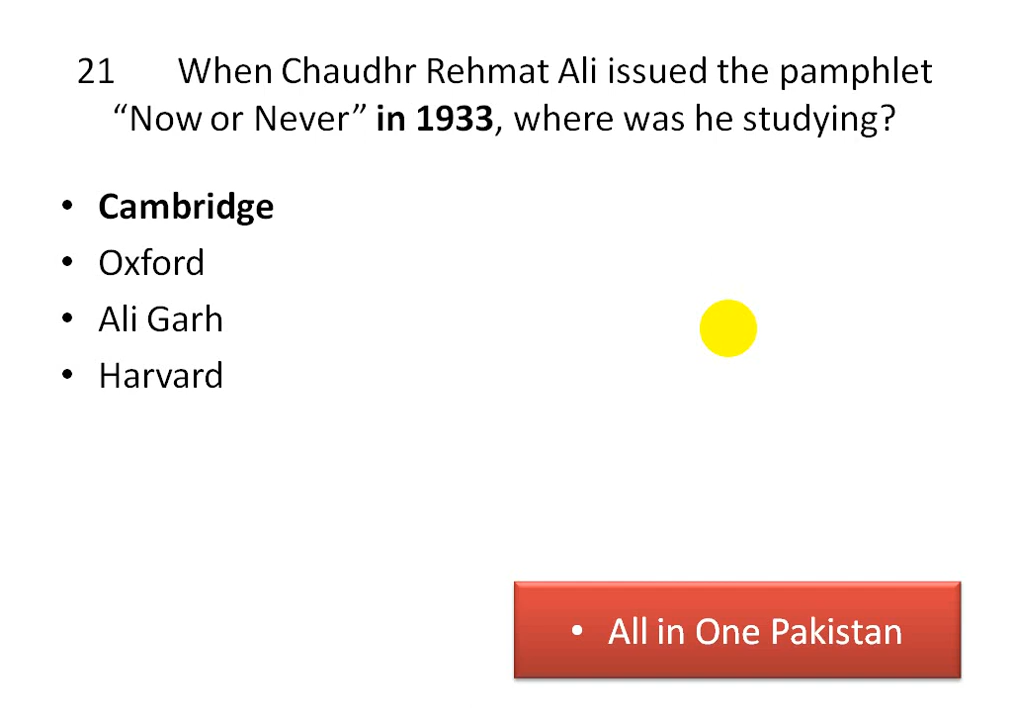 21 When Chaudhr Rehmat Ali issued the pamphlet
“Now or Never” in 1933, where was he studying?
• Cambridge
• Oxford
• Ali Garh
• Harvard
• All in One Pakistan